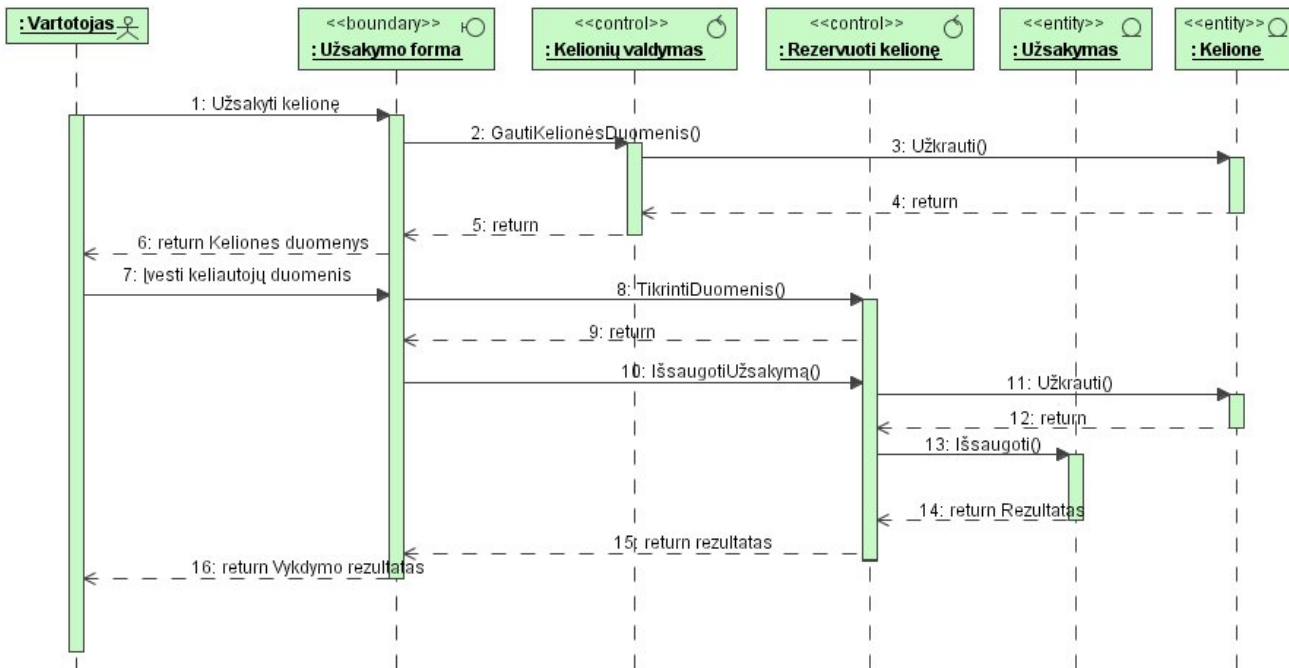 : Vartotojas
<<boundary>>
: Užsakymo forma
<<control>>
: Kelionių valdymas
<<control>>
: Rezervuoti kelionę
<<entity>>
: Užsakymas
<<entity>>
: Kelione
1: Užsakyti kelionę
2: GautiKelionėsDuomenis()
3: Užkrauti()
4: return
5: return
6: return Keliones duomenys
7: Įvesti keliautojų duomenis
8: TikrintiDuomenis()
9: return
10: IšsaugotiUžsakymą()
11: Užkrauti()
12: return
13: Išsaugoti()
14: return Rezultatas
15: return rezultatas
16: return Vykdymo rezultatas